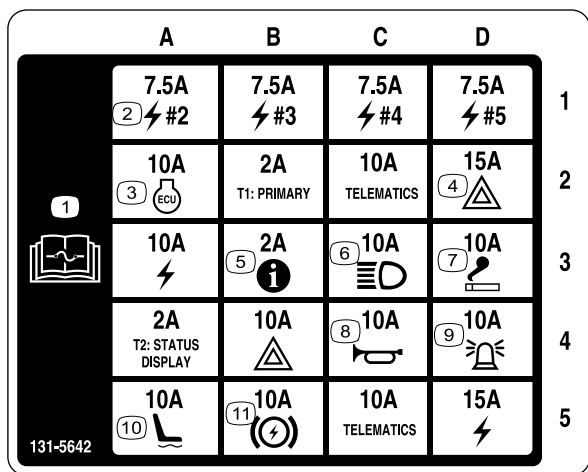 A B C D
7.5A 7.5A 7.5A 7.5A
2 #2 #3 #4 #5 1
10A 2A 10A 15A
3 ECU T1: PRIMARY TELEMATICS 4 2
1
10A 2A 10A 10A
5 i 6 7 3
2A 10A 10A 10A
T2: STATUS 8 9 4
DISPLAY
10A 10A 10A 15A
10 11 TELEMATICS 5
131-5642